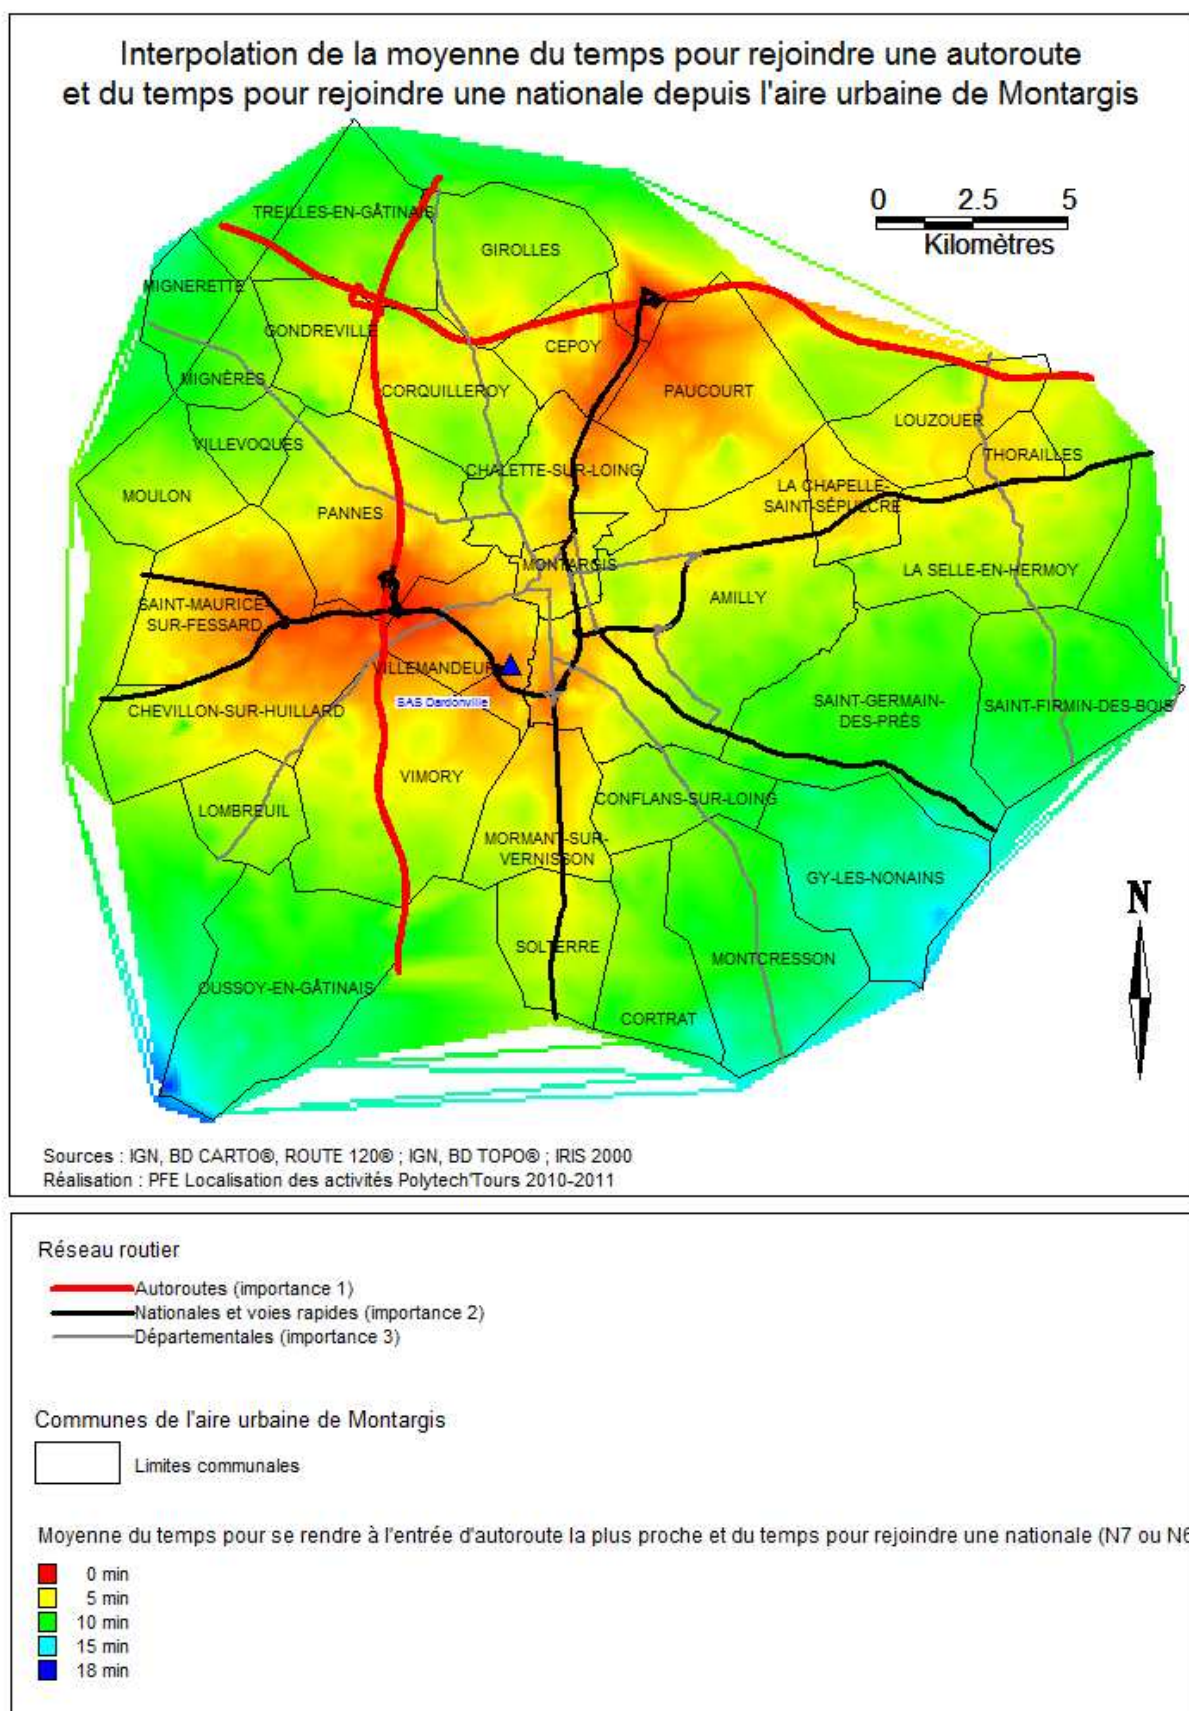 Interpolation de la moyenne du temps pour rejoindre une autoroute
et du temps pour rejoindre une nationale depuis l'aire urbaine de Montargis
0 2.5 5
Kilomètres
TREILLES-EN-GÂTINAIS
GIROLLES
MIGNERETTE
GONDREVILLE
CEPOY
MIGNÈRES
CORQUILLEROY
PAUCOURT
LOUZOUER
VILLEVOQUES
THORAILLES
CHALETTE-SUR-LOING
MOULON
LA CHAPELLE-
SAINT-SÉPULCRE
PANNES
MONTARGIS
LA SELLE-EN-HERMOY
AMILLY
SAINT-MAURICE-
SUR-FESSARD
VILLEMANDEUR
SAS Dardonville
CHEVILLON-SUR-HUILLARD
SAINT-GERMAIN-
DES-PRÉS
SAINT-FIRMIN-DES-BOIS
VIMORY
CONFLANS-SUR-LOING
LOMBREUIL
MORMANT-SUR-
VERNISSON
GY-LES-NONAINS
N
SOLTERRE
MONTCRESSON
OUSSOY-EN-GÂTINAIS
CORTRAT
Sources : IGN, BD CARTO®, ROUTE 120® ; IGN, BD TOPO® ; IRIS 2000
Réalisation : PFE Localisation des activités Polytech'Tours 2010-2011
Réseau routier
Autoroutes (importance 1)
Nationales et voies rapides (importance 2)
Départementales (importance 3)
Communes de l'aire urbaine de Montargis
Limites communales
Moyenne du temps pour se rendre à l'entrée d'autoroute la plus proche et du temps pour rejoindre une nationale (N7 ou N6
0 min
5 min
10 min
15 min
18 min